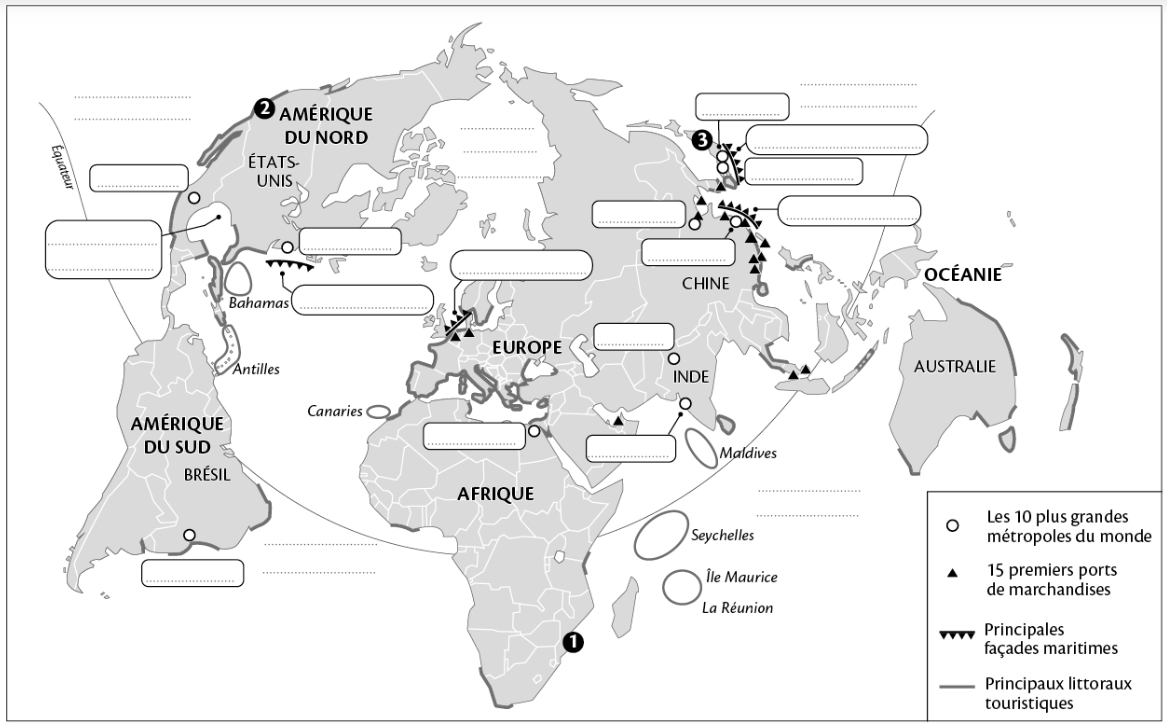 Équateur
2
AMÉRIQUE
DU NORD
ÉTATS-
UNIS
3
Bahamas
CHINE
OCÉANIE
EUROPE
AUSTRALIE
INDE
Antilles
Canaries
AMÉRIQUE
DU SUD
BRÉSIL
Maldives
AFRIQUE
Seychelles
Île Maurice
La Réunion
1
Les 10 plus grandes
métropoles du monde
15 premiers ports
de marchandises
Principales
façades maritimes
Principaux littoraux
touristiques